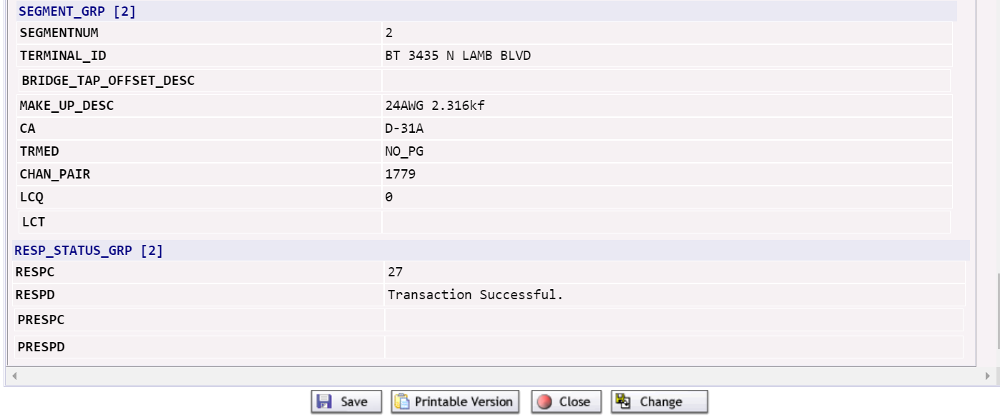 SEGMENT_GRP [2]
SEGMENTNUM 2
TERMINAL_ID BT 3435 N LAMB BLVD
BRIDGE_TAP_OFFSET_DESC
MAKE_UP_DESC 24AWG 2.316kf
CA D-31A
TRMED NO_PG
CHAN_PAIR 1779
LCQ 0
LCT
RESP_STATUS_GRP [2]
RESPC 27
RESPD Transaction Successful.
PRESPC
PRESPD
Save Printable Version Close Change